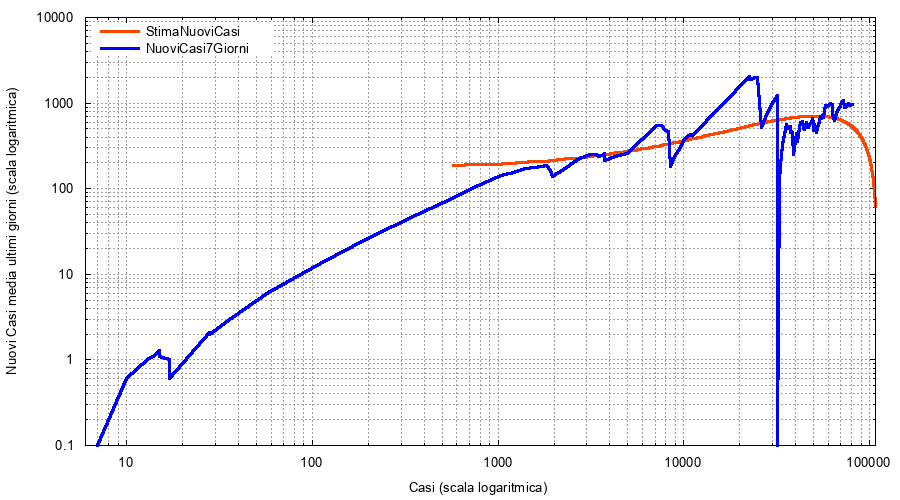 10000
1000
100
10
1
0.1
StimaNuoviCasi
NuoviCasi7Giorni
Nuovi Casi media ultimi giorni (scala logaritmica)
10 100 1000 10000 100000
Casi (scala logaritmica)